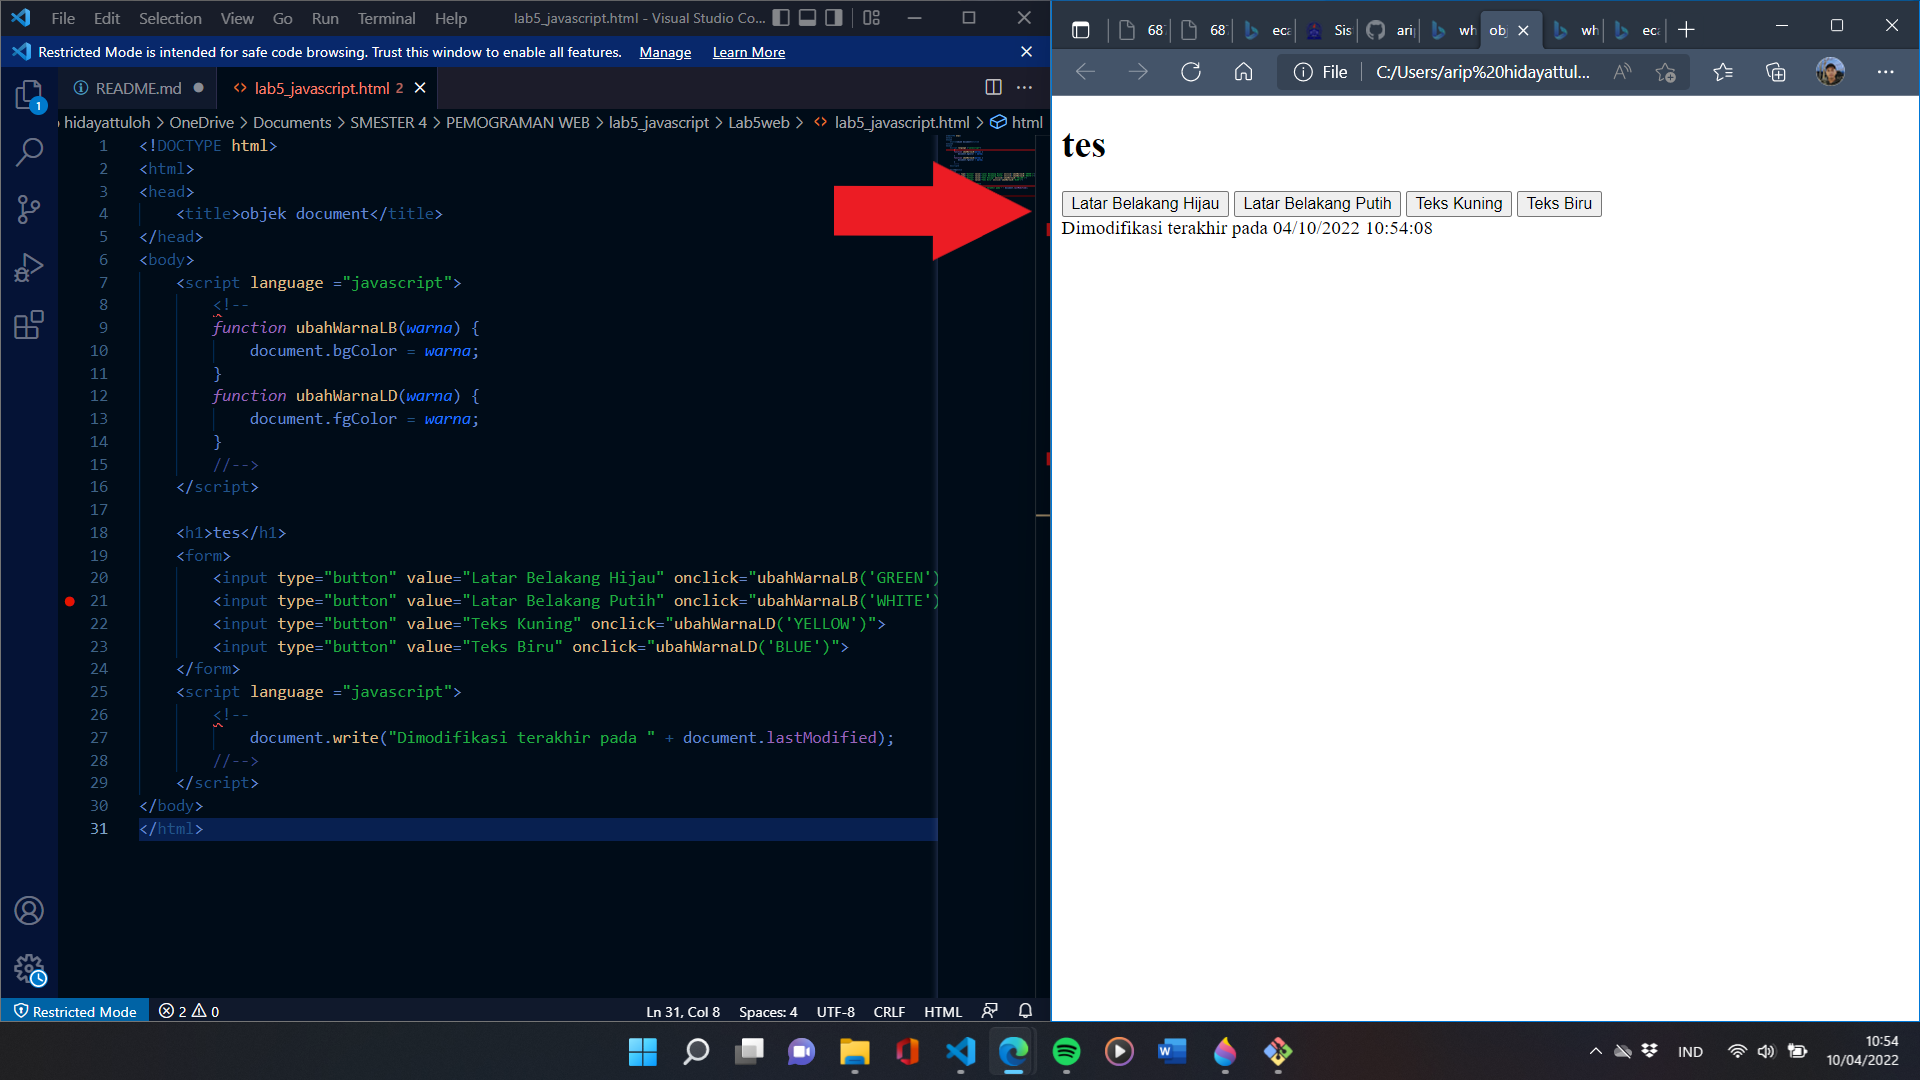 File Edit Selection View Go Run Terminal Help lab5_javascript.html - Visual Studio Co...
Restricted Mode is intended for safe code browsing. Trust this window to enable all features. Manage Learn More
README.md lab5_javascript.html 2
hidayattuloh > OneDrive > Documents > SMESTER 4 > PEMOGRAMAN WEB > lab5_javascript > Lab5web > lab5_javascript.html > html
1 <!DOCTYPE html>
2 <html>
3 <head>
4 <title>objek document</title>
5 </head>
6 <body>
7 <script language ="javascript">
8 <!--
9 function ubahWarnaLB(warna) {
10 document.bgColor = warna;
11 }
12 function ubahWarnaLD(warna) {
13 document.fgColor = warna;
14 }
15 //-->
16 </script>
17
18 <h1>tes</h1>
19 <form>
20 <input type="button" value="Latar Belakang Hijau" onclick="ubahWarnaLB('GREEN')
21 <input type="button" value="Latar Belakang Putih" onclick="ubahWarnaLB('WHITE')
22 <input type="button" value="Teks Kuning" onclick="ubahWarnaLD('YELLOW')">
23 <input type="button" value="Teks Biru" onclick="ubahWarnaLD('BLUE')">
24 </form>
25 <script language ="javascript">
26 <!--
27 document.write("Dimodifikasi terakhir pada " + document.lastModified);
28 //-->
29 </script>
30 </body>
31 </html>
1
Restricted Mode 2 0 Ln 31, Col 8 Spaces: 4 UTF-8 CRLF HTML
68 68 eca Sis ari wh obj wh eca
File C:/Users/arip%20hidayattul...
tes
Latar Belakang Hijau Latar Belakang Putih Teks Kuning Teks Biru
Dimodifikasi terakhir pada 04/10/2022 10:54:08
IND 10:54
10/04/2022